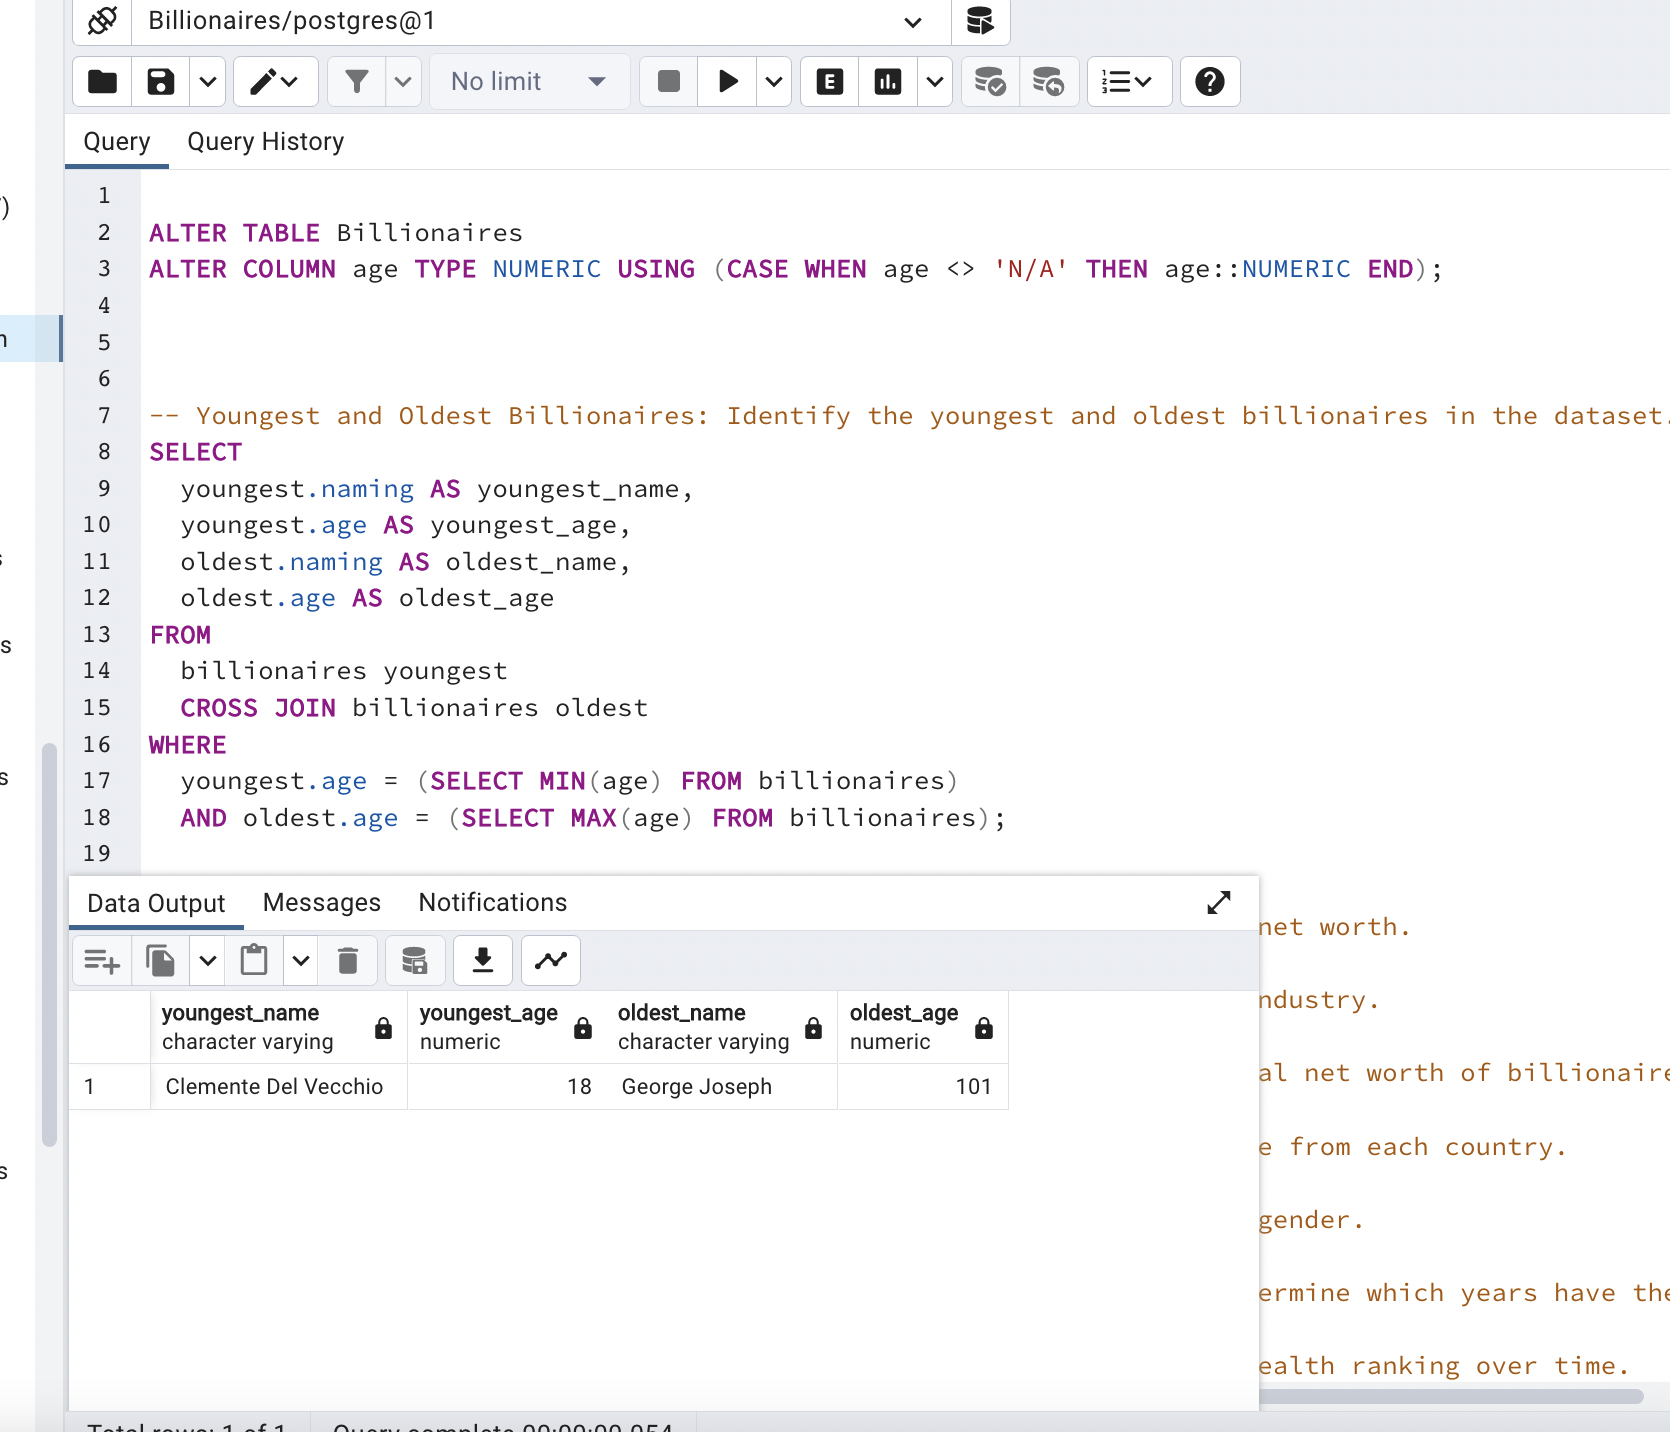 Billionaires/postgres@1
No limit
E
Query Query History
1
2 ALTER TABLE Billionaires
3 ALTER COLUMN age TYPE NUMERIC USING (CASE WHEN age <> 'N/A' THEN age::NUMERIC END);
4
5
6
7 -- Youngest and Oldest Billionaires: Identify the youngest and oldest billionaires in the dataset.
8 SELECT
9 youngest.naming AS youngest_name,
10 youngest.age AS youngest_age,
11 oldest.naming AS oldest_name,
12 oldest.age AS oldest_age
13 FROM
14 billionaires youngest
15 CROSS JOIN billionaires oldest
16 WHERE
17 youngest.age = (SELECT MIN(age) FROM billionaires)
18 AND oldest.age = (SELECT MAX(age) FROM billionaires);
19
Data Output Messages Notifications
net worth.
ndustry.
al net worth of billionaire
e from each country.
gender.
ermine which years have the
ealth ranking over time.
youngest_name youngest_age oldest_name oldest_age
character varying numeric character varying numeric
1 Clemente Del Vecchio 18 George Joseph 101
Total rows: 1 of 1 Query complete 00:00:00.054